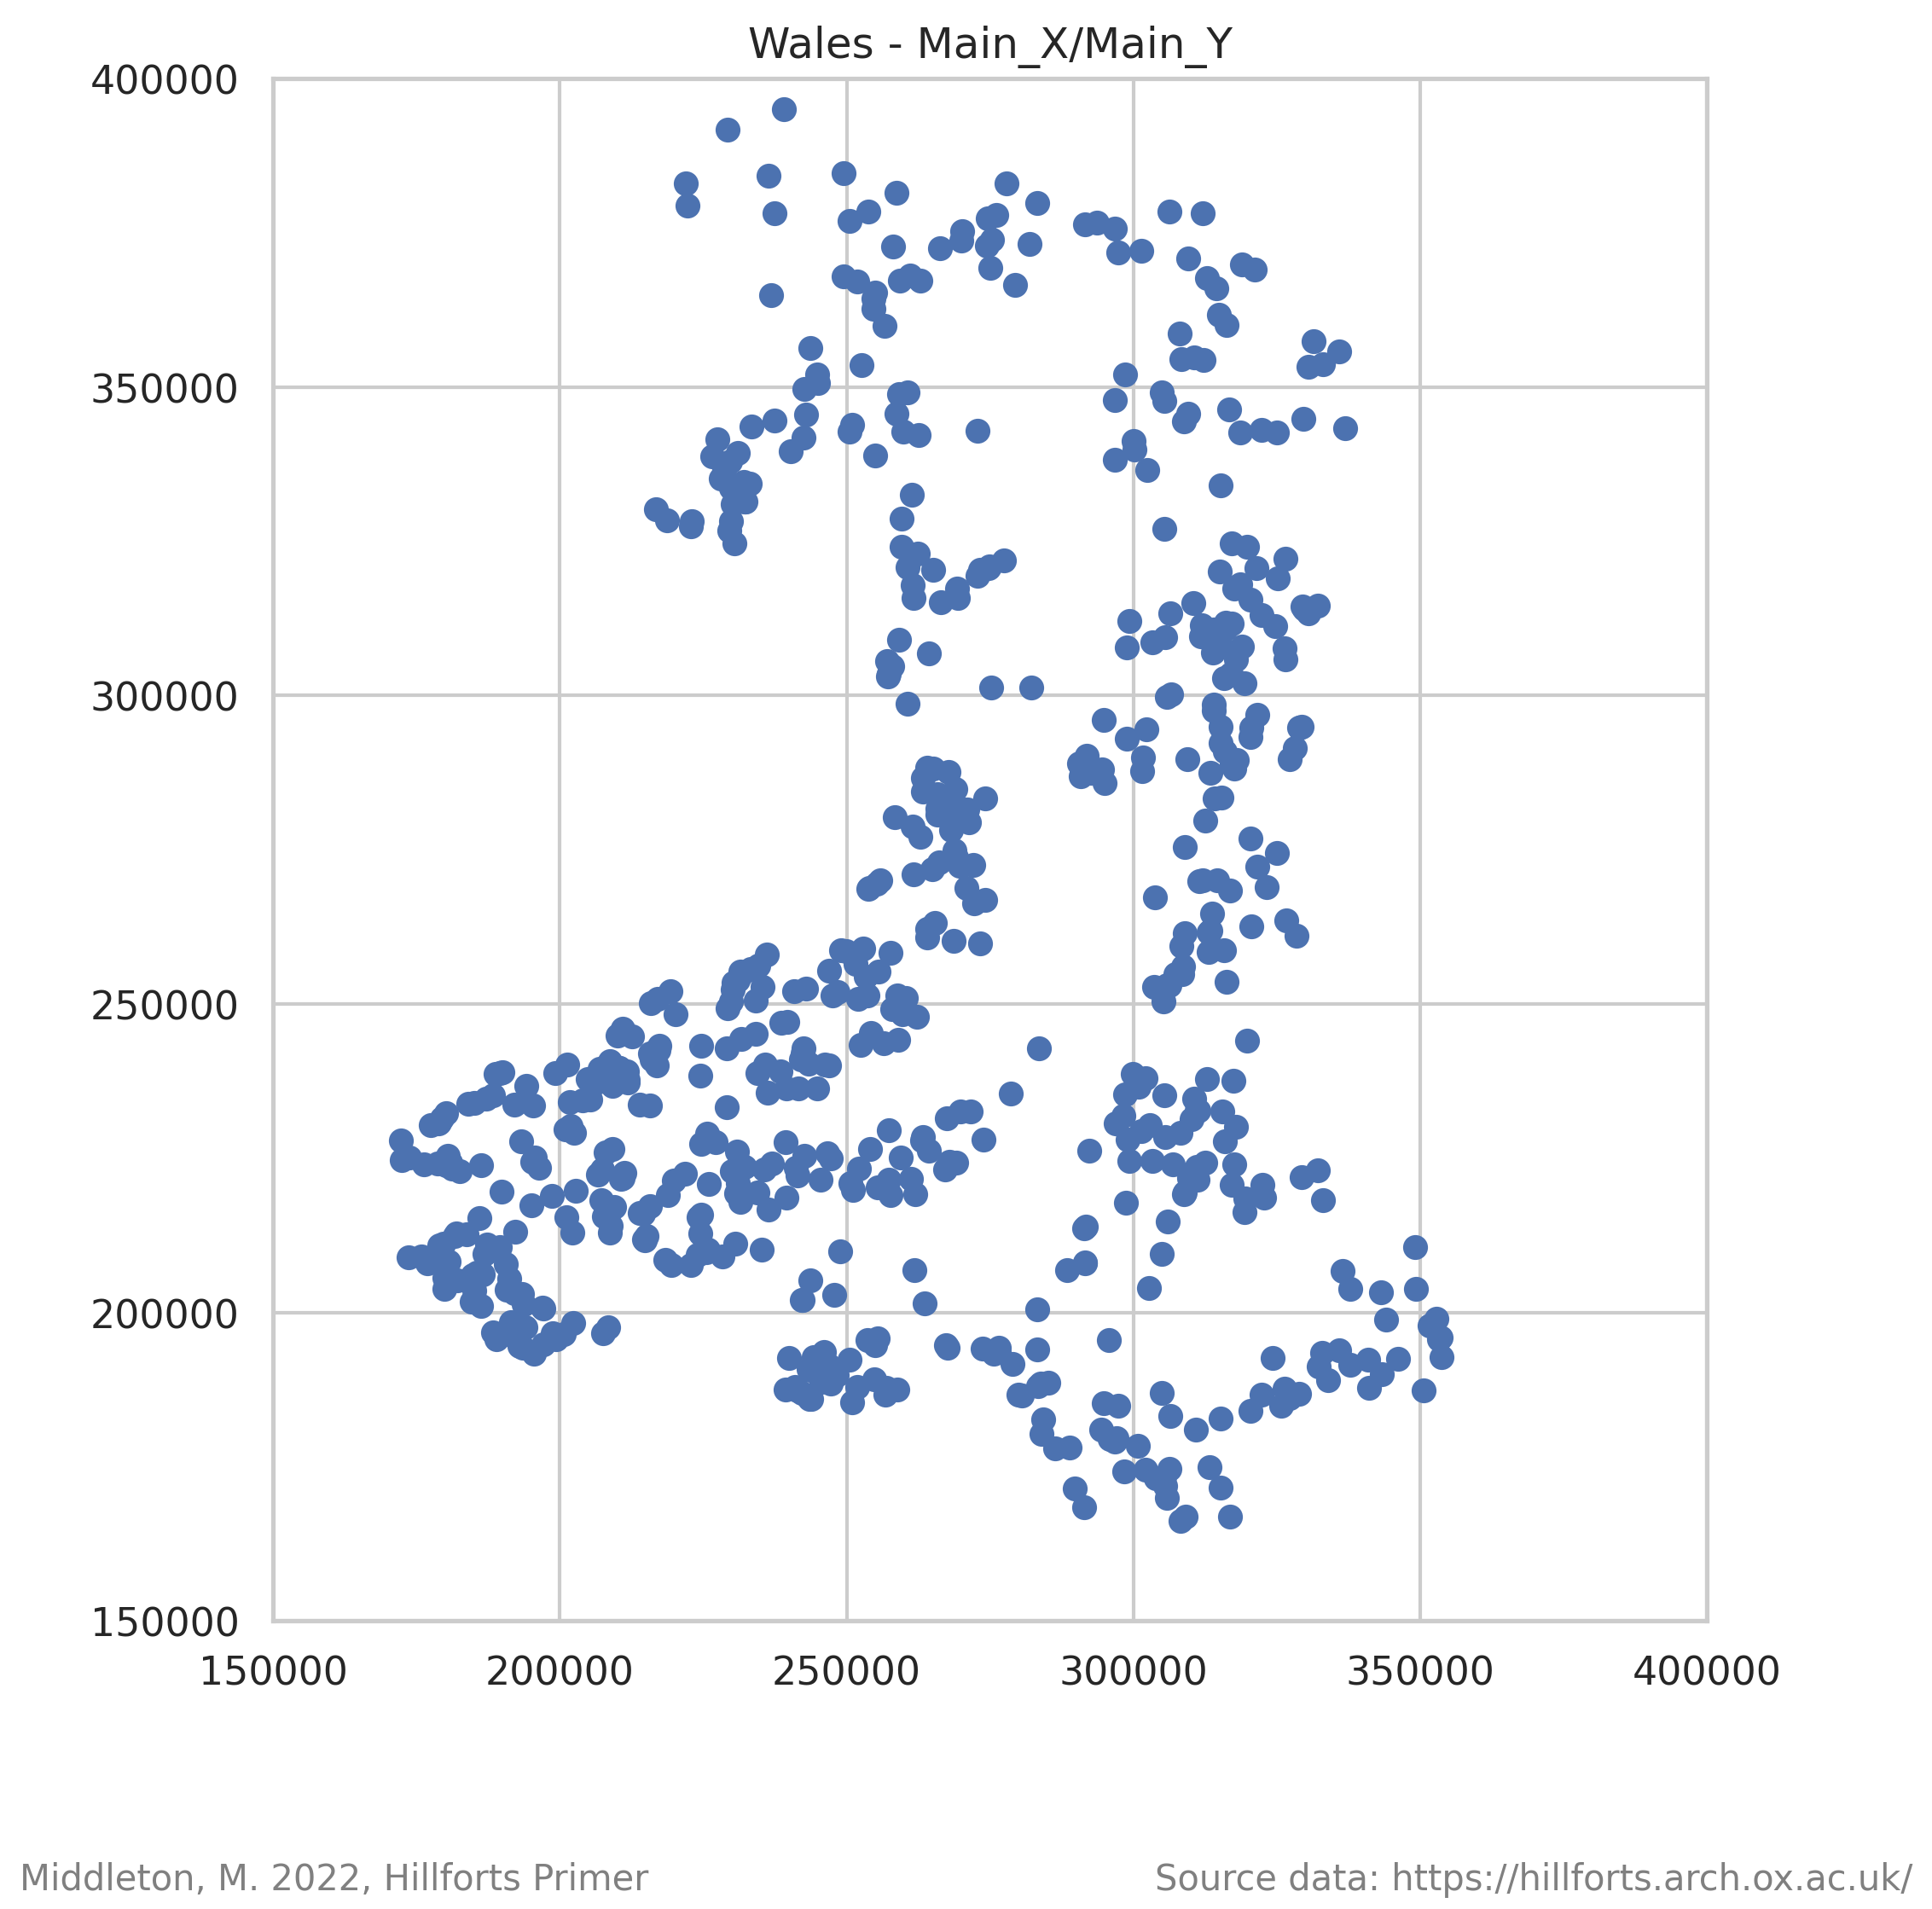 Wales - Main_X/Main_Y
400000
350000
300000
250000
200000
150000
150000 200000 250000 300000 350000 400000
Middleton, M. 2022, Hillforts Primer
Source data: https://hillforts.arch.ox.ac.uk/